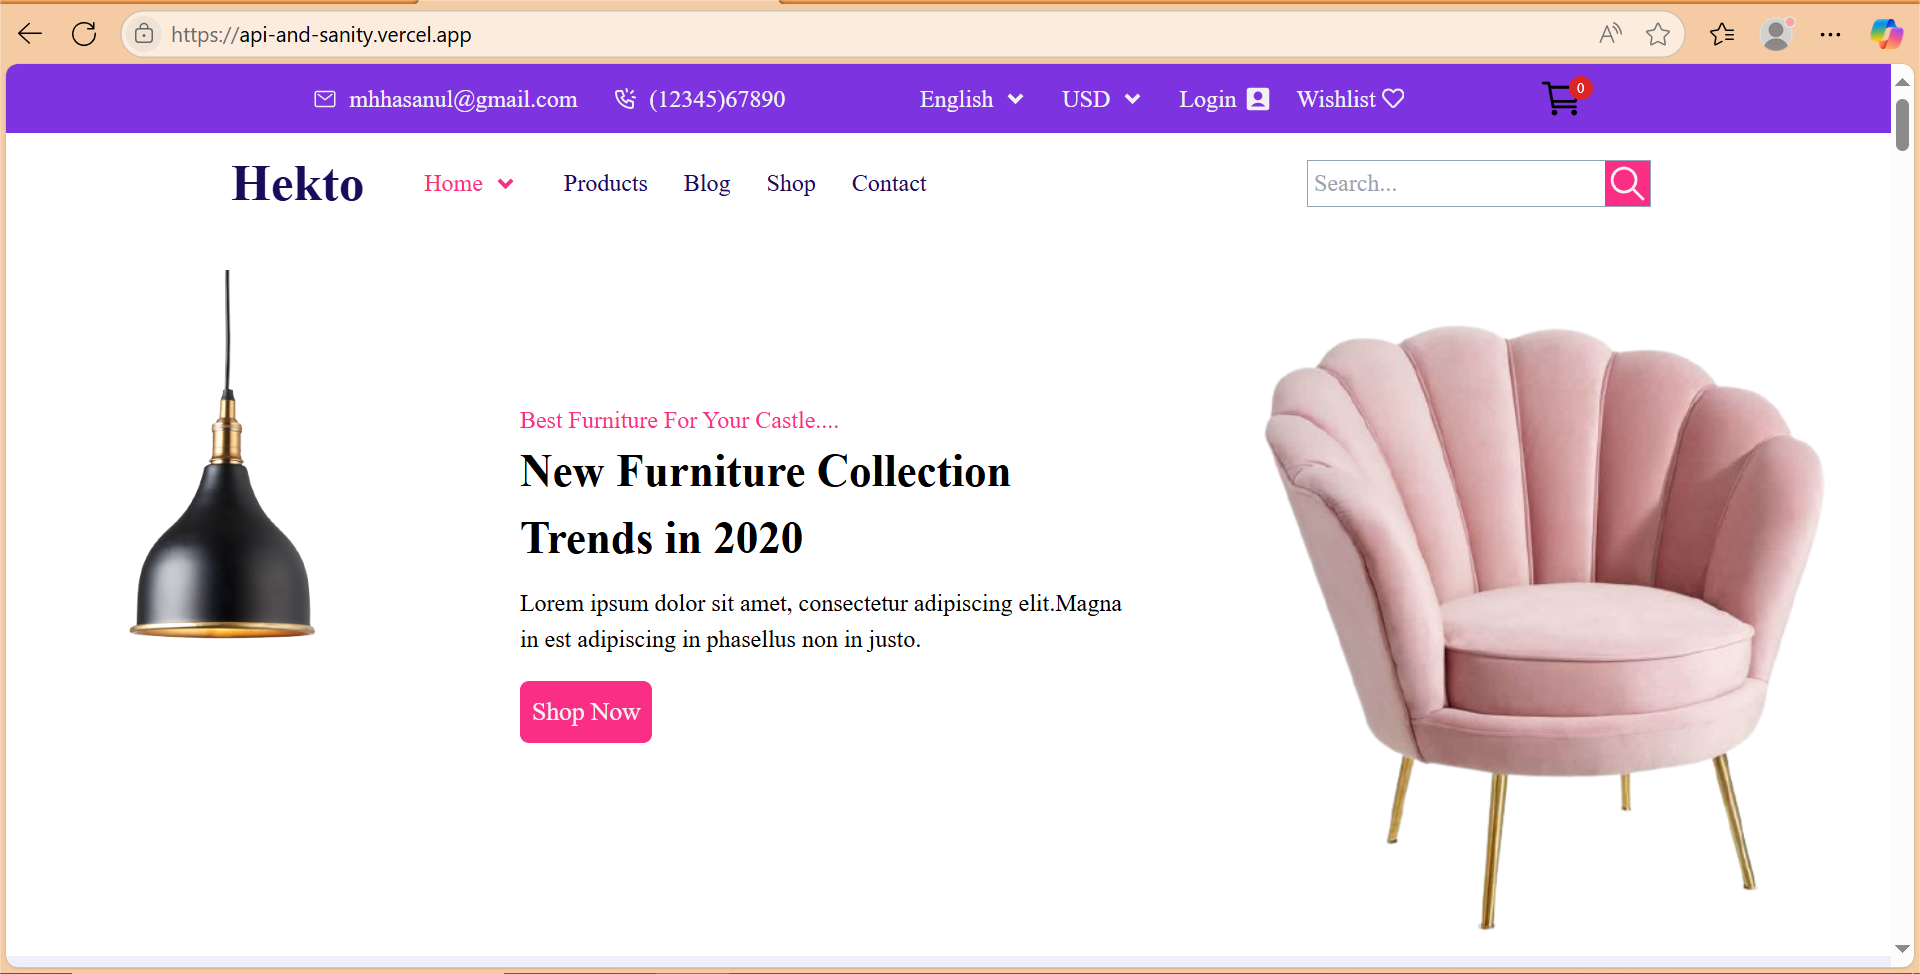 https://api-and-sanity.vercel.app
mhhasanul@gmail.com (12345)67890 English USD Login Wishlist 0
Hekto Home Products Blog Shop Contact Search...
Best Furniture For Your Castle....
New Furniture Collection
Trends in 2020
Lorem ipsum dolor sit amet, consectetur adipiscing elit.Magna
in est adipiscing in phasellus non in justo.
Shop Now